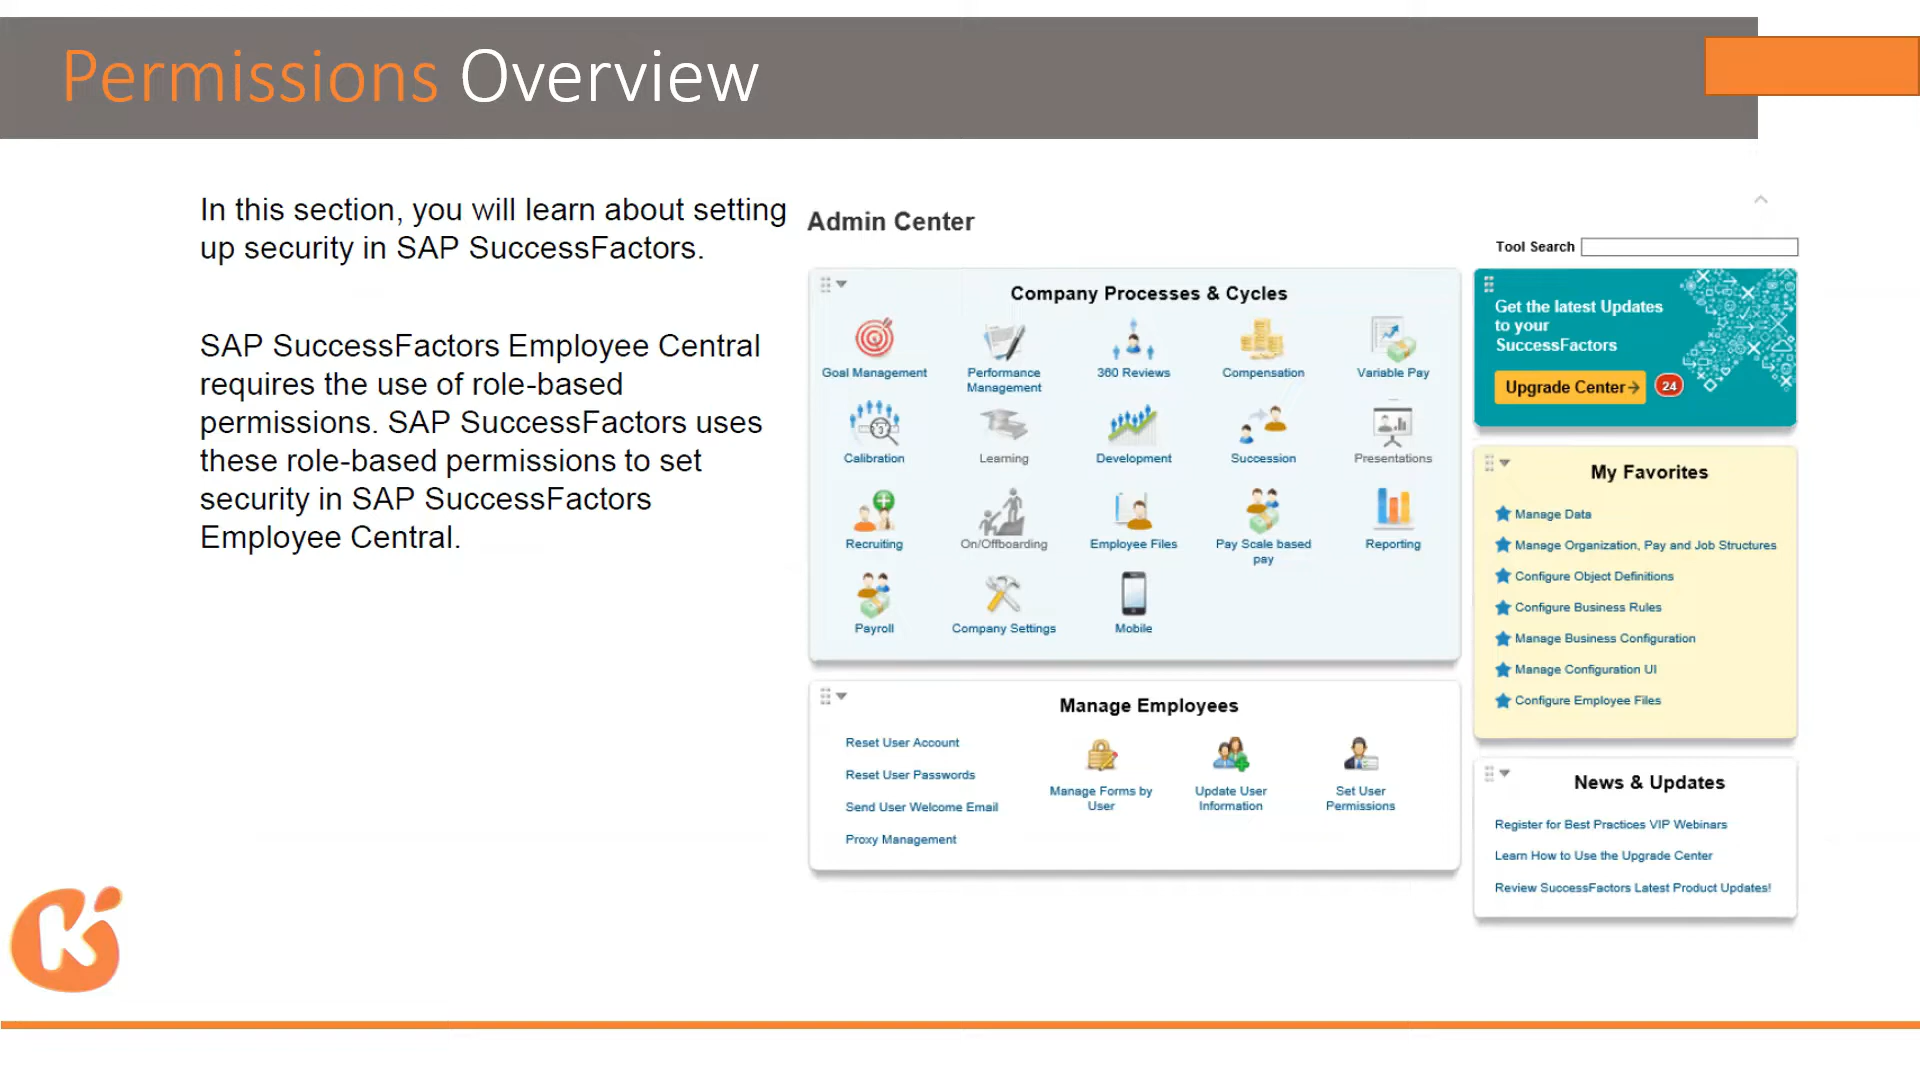 Permissions Overview
In this section, you will learn about setting
up security in SAP SuccessFactors.
SAP SuccessFactors Employee Central
requires the use of role-based
permissions. SAP SuccessFactors uses
these role-based permissions to set
security in SAP SuccessFactors
Employee Central.
Admin Center
Tool Search
Company Processes & Cycles
Goal Management
Performance
Management
360 Reviews
Compensation
Variable Pay
Calibration
Learning
Development
Succession
Presentations
Recruiting
On/Offboarding
Employee Files
Pay Scale based
pay
Reporting
Payroll
Company Settings
Mobile
Manage Employees
Reset User Account
Reset User Passwords
Send User Welcome Email
Proxy Management
Manage Forms by
User
Update User
Information
Set User
Permissions
Get the latest Updates
to your
SuccessFactors
Upgrade Center
24
My Favorites
Manage Data
Manage Organization, Pay and Job Structures
Configure Object Definitions
Configure Business Rules
Manage Business Configuration
Manage Configuration UI
Configure Employee Files
News & Updates
Register for Best Practices VIP Webinars
Learn How to Use the Upgrade Center
Review SuccessFactors Latest Product Updates!
K